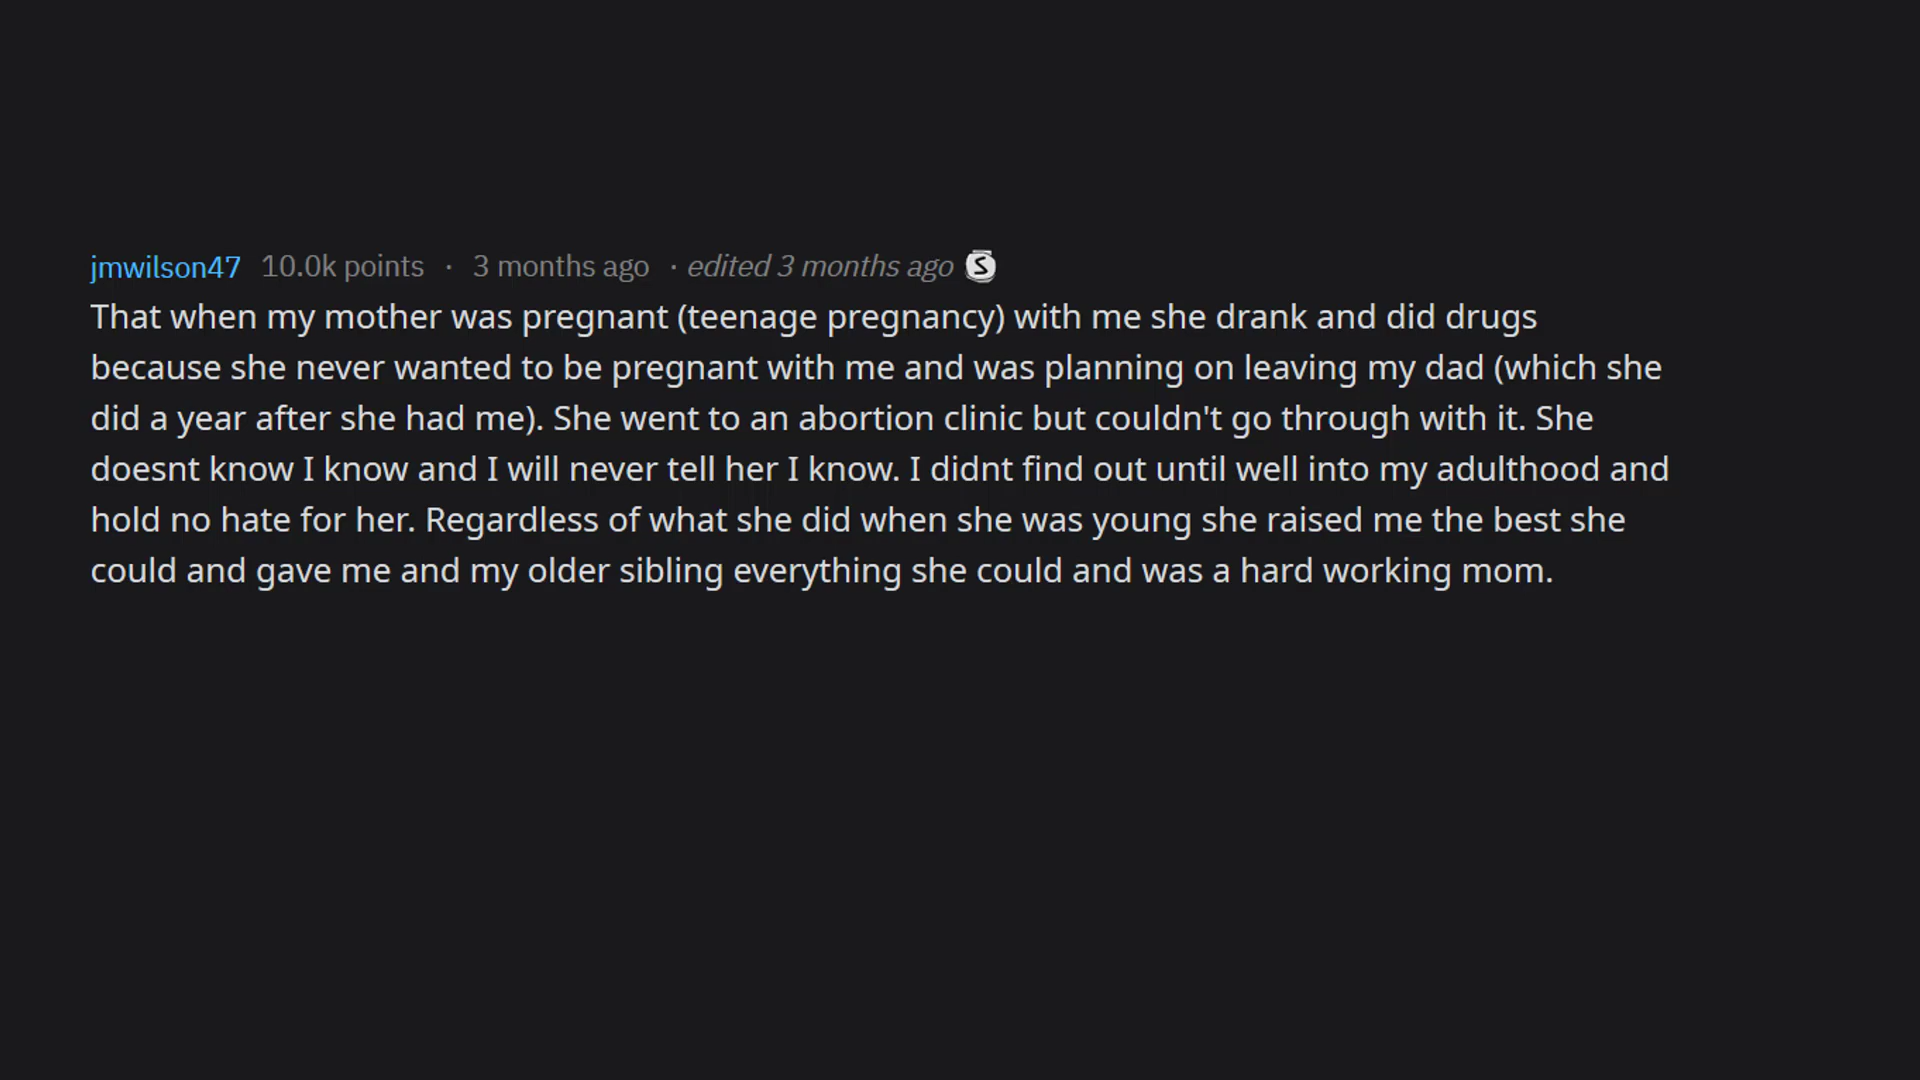 jmwilson47 10.0k points · 3 months ago · edited 3 months ago S
That when my mother was pregnant (teenage pregnancy) with me she drank and did drugs
because she never wanted to be pregnant with me and was planning on leaving my dad (which she
did a year after she had me). She went to an abortion clinic but couldn't go through with it. She
doesnt know I know and I will never tell her I know. I didnt find out until well into my adulthood and
hold no hate for her. Regardless of what she did when she was young she raised me the best she
could and gave me and my older sibling everything she could and was a hard working mom.